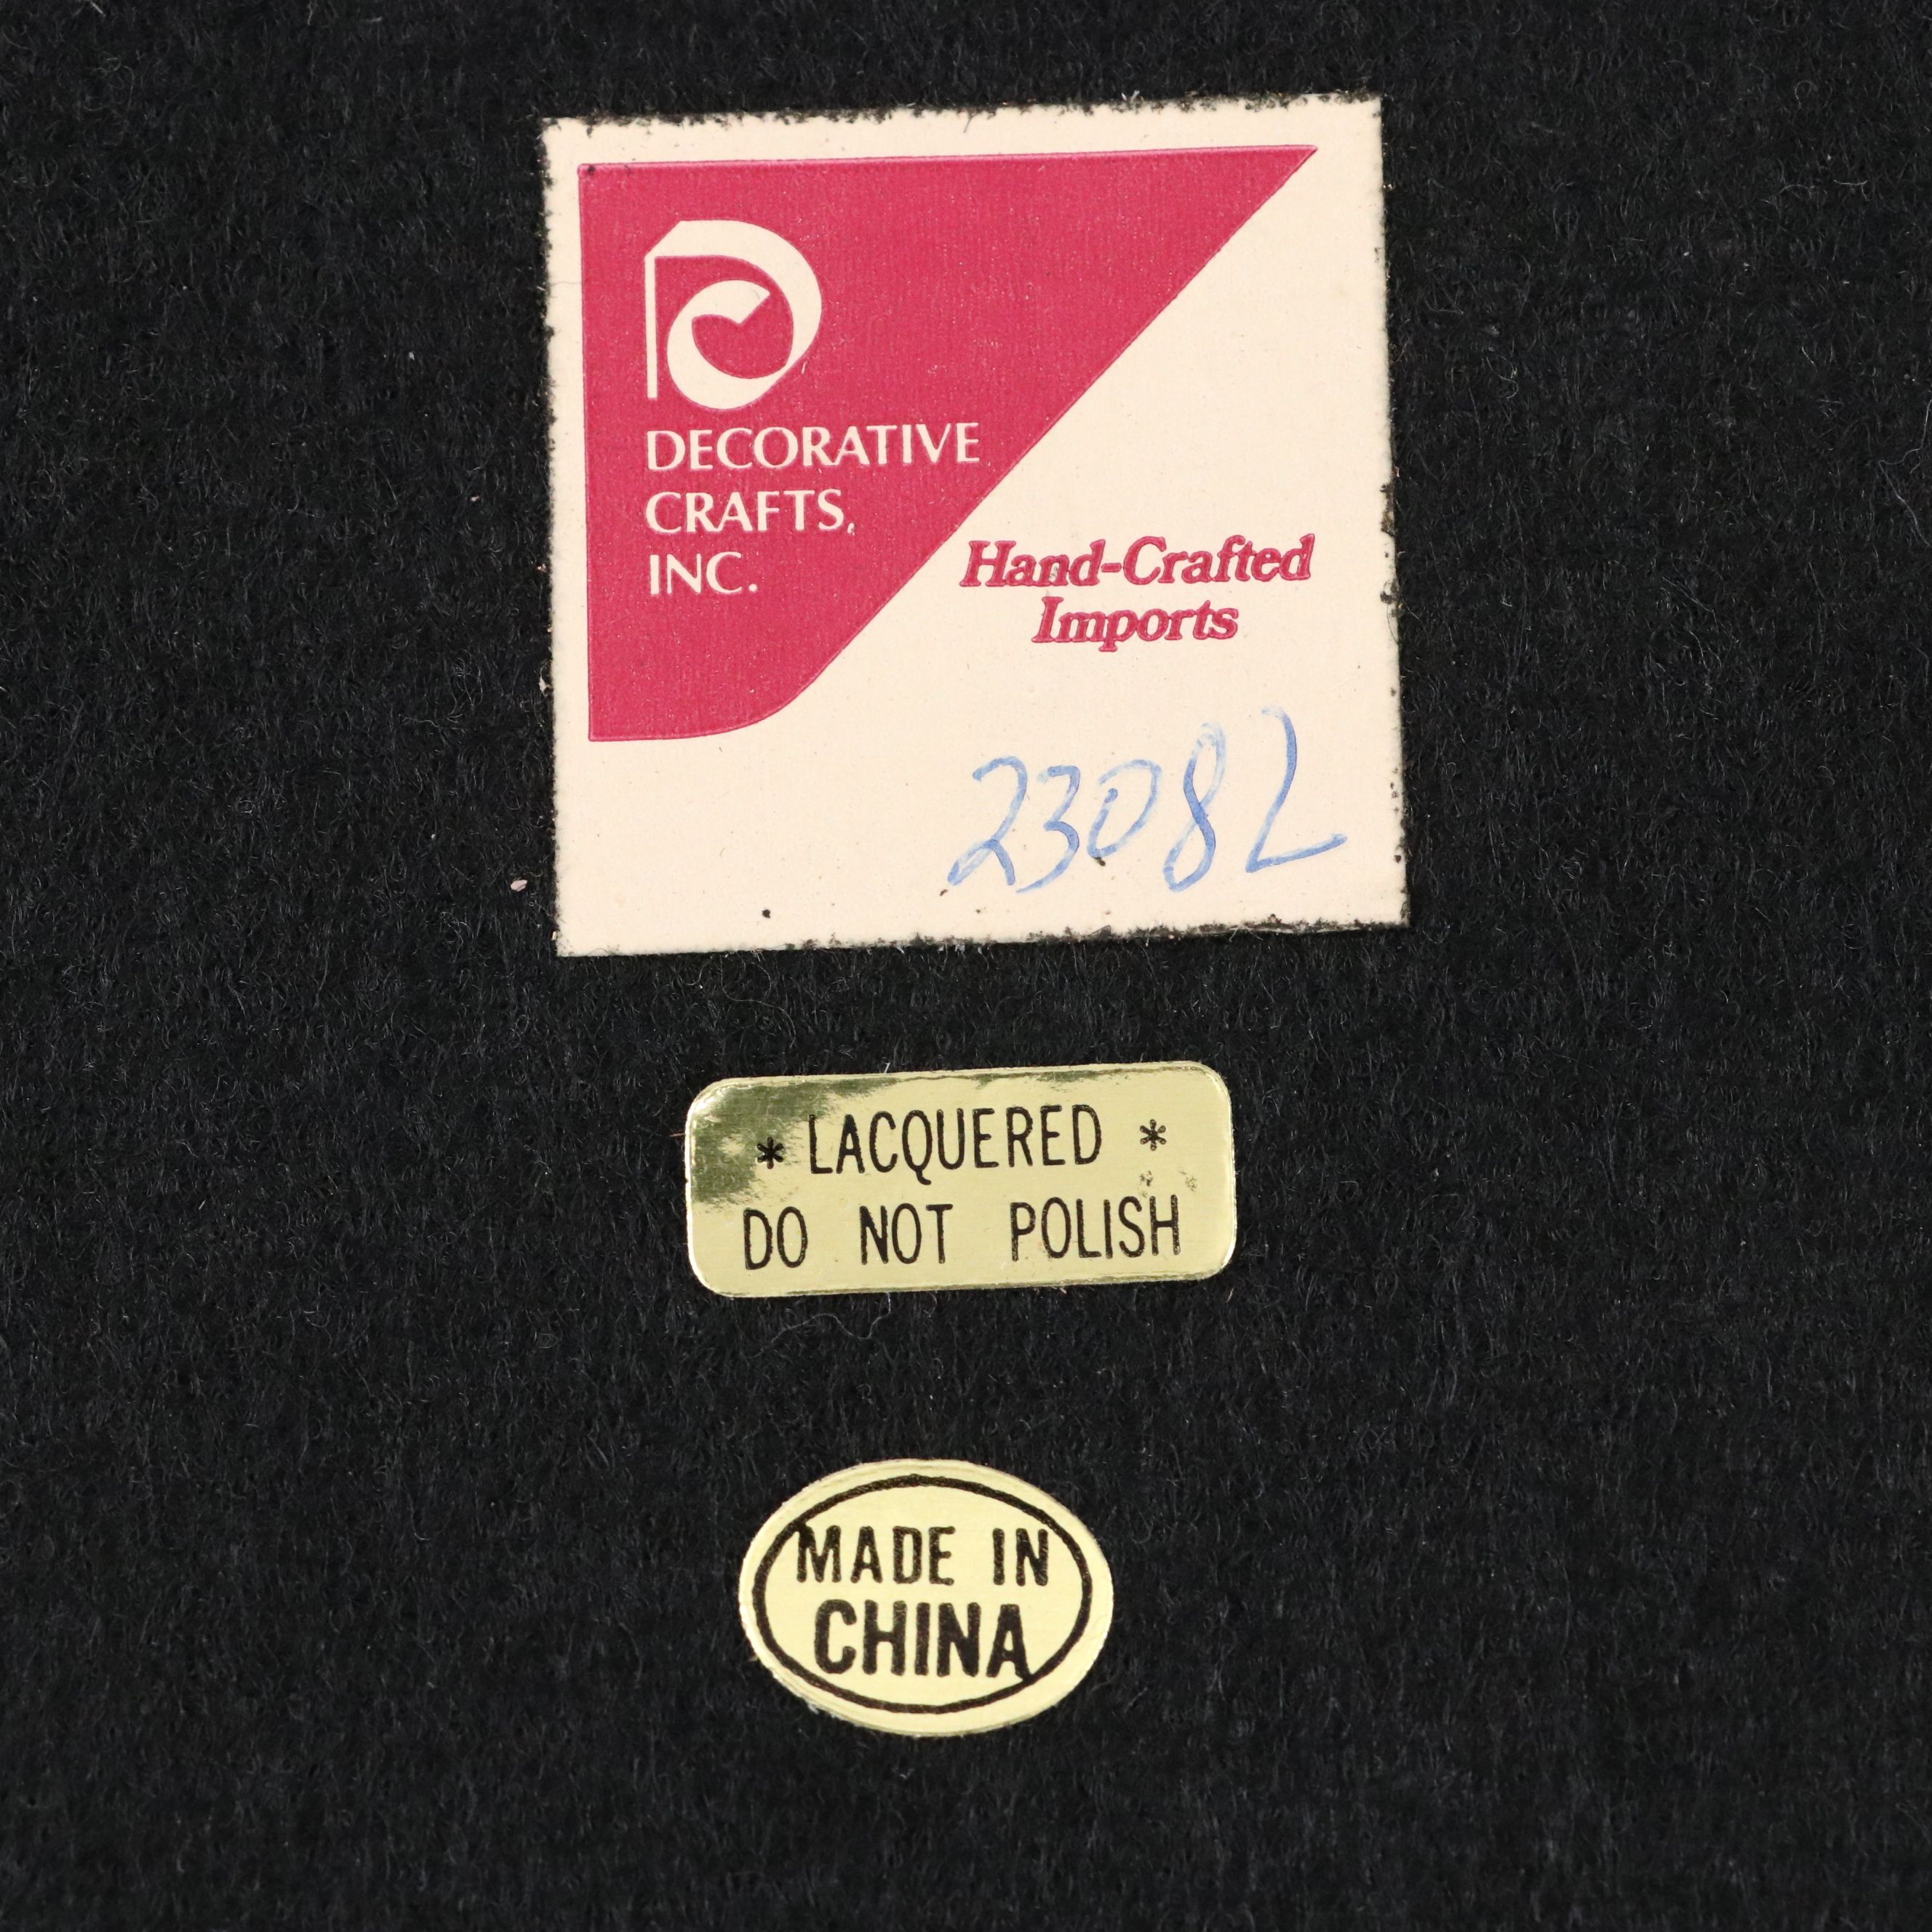 DECORATIVE
CRAFTS,
INC.
Hand-Crafted
Imports
2308L
* LACQUERED *
DO NOT POLISH
MADE IN
CHINA